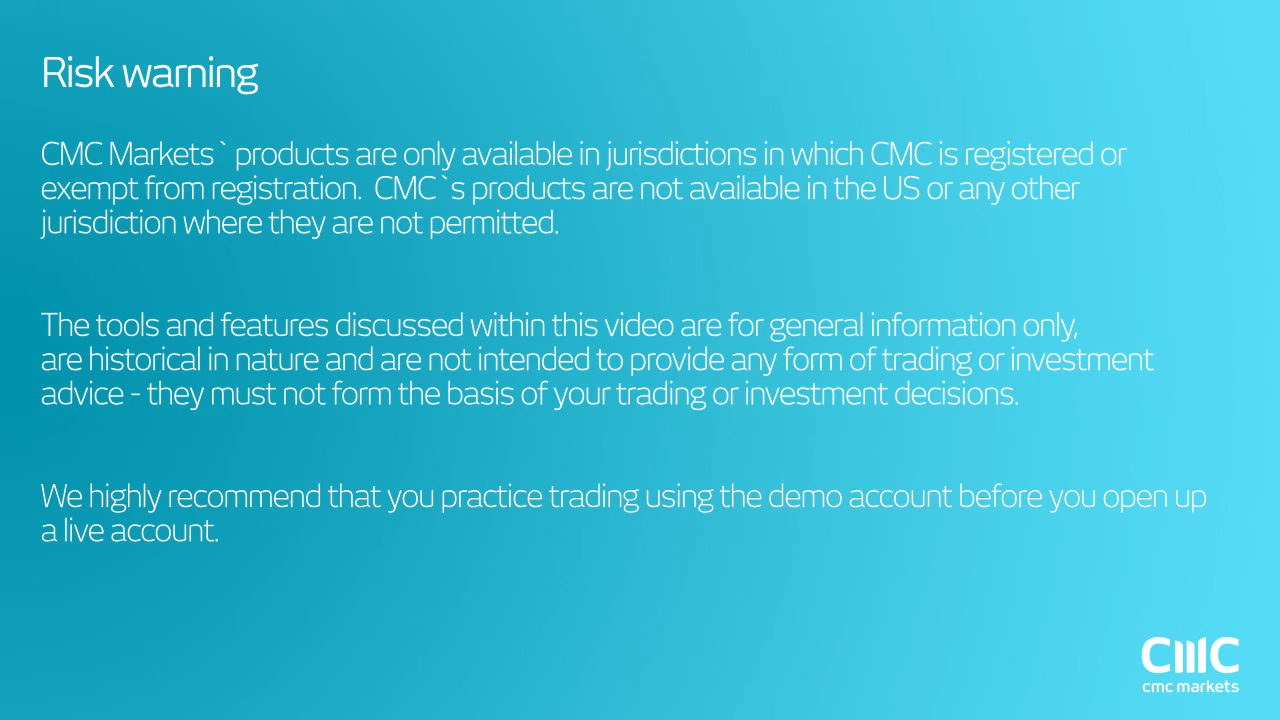 Risk warning
CMC Markets` products are only available in jurisdictions in which CMC is registered or
exempt from registration.  CMC`s products are not available in the US or any other
jurisdiction where they are not permitted.
The tools and features discussed within this video are for general information only,
are historical in nature and are not intended to provide any form of trading or investment
advice - they must not form the basis of your trading or investment decisions.
We highly recommend that you practice trading using the demo account before you open up
a live account.
CMC
cmc markets